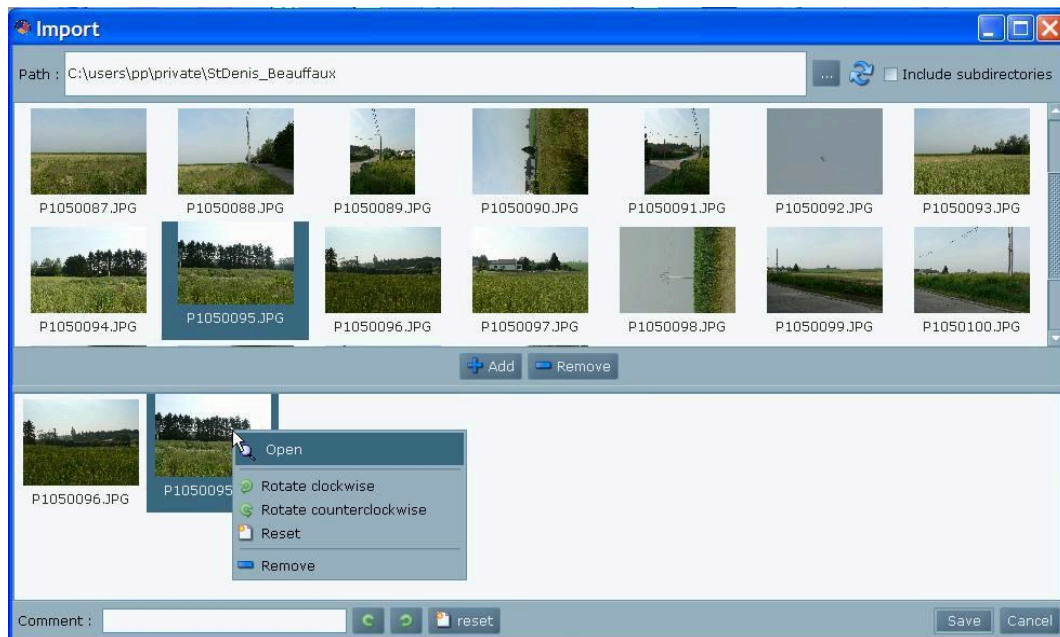 Import
Path : C:\users\pp\private\StDenis_Beauffaux ... Include subdirectories
P1050087.JPG P1050088.JPG P1050089.JPG P1050090.JPG P1050091.JPG P1050092.JPG P1050093.JPG
P1050094.JPG P1050095.JPG P1050096.JPG P1050097.JPG P1050098.JPG P1050099.JPG P1050100.JPG
Add Remove
P1050096.JPG P1050095
Open
Rotate clockwise
Rotate counterclockwise
Reset
Remove
Comment : reset Save Cancel